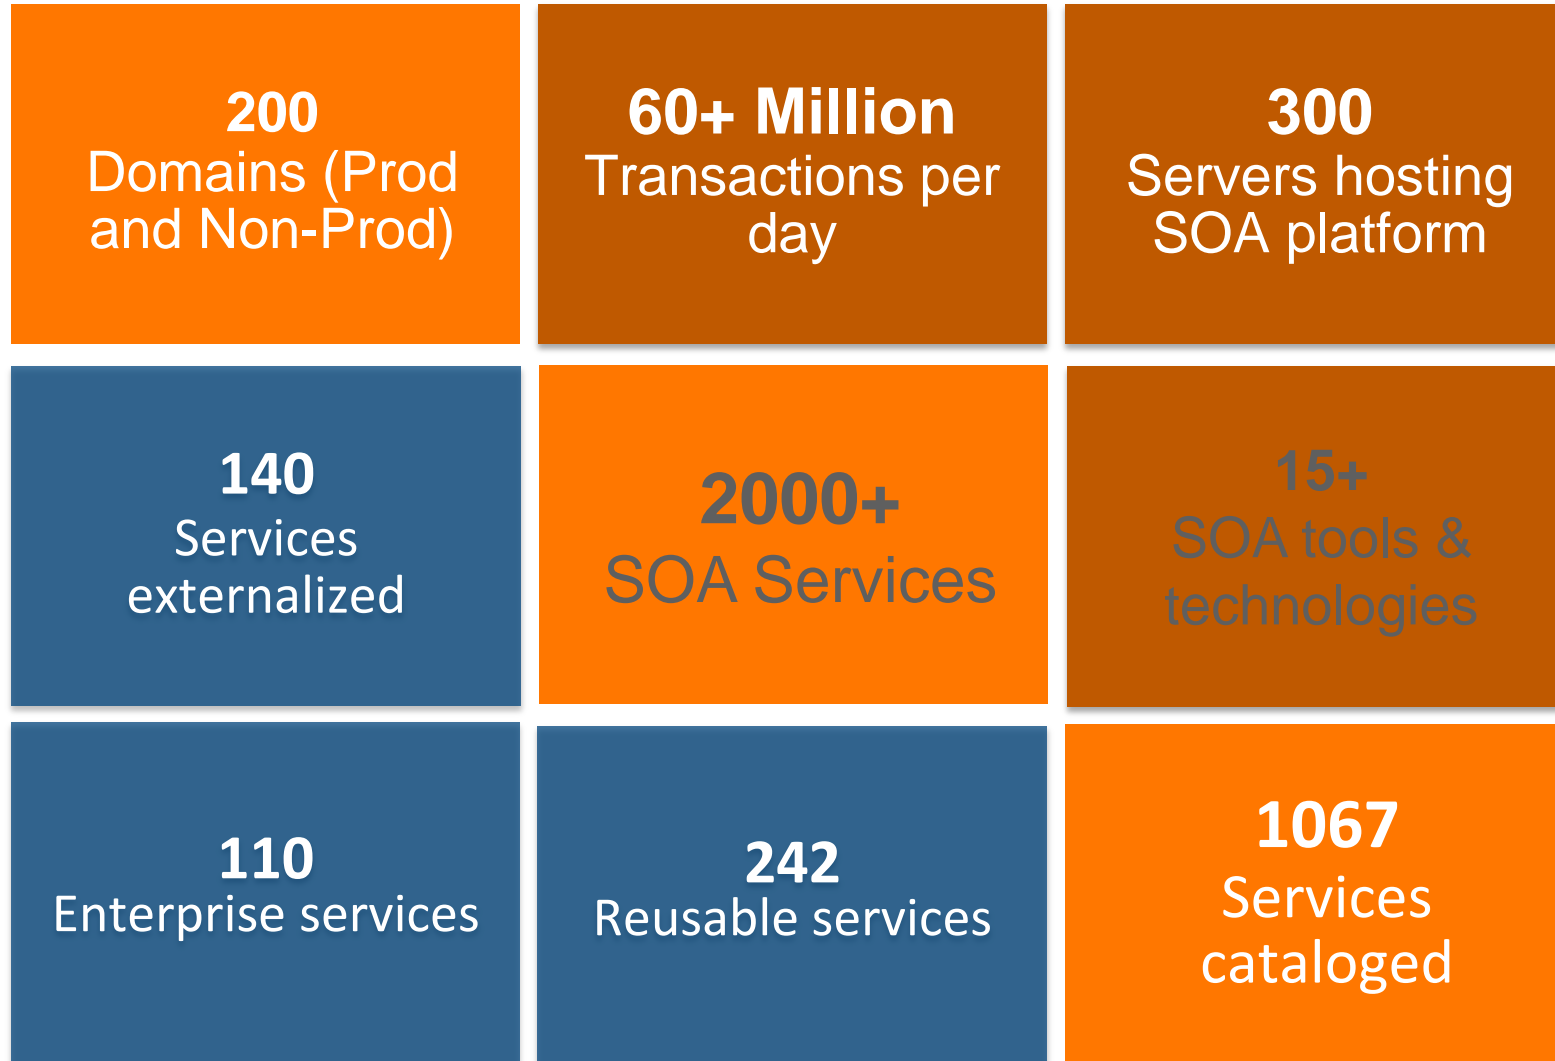 200
Domains (Prod
and Non-Prod)
60+ Million
Transactions per
day
300
Servers hosting
SOA platform
140
Services
externalized
2000+
SOA Services
15+
SOA tools &
technologies
110
Enterprise services
242
Reusable services
1067
Services
cataloged